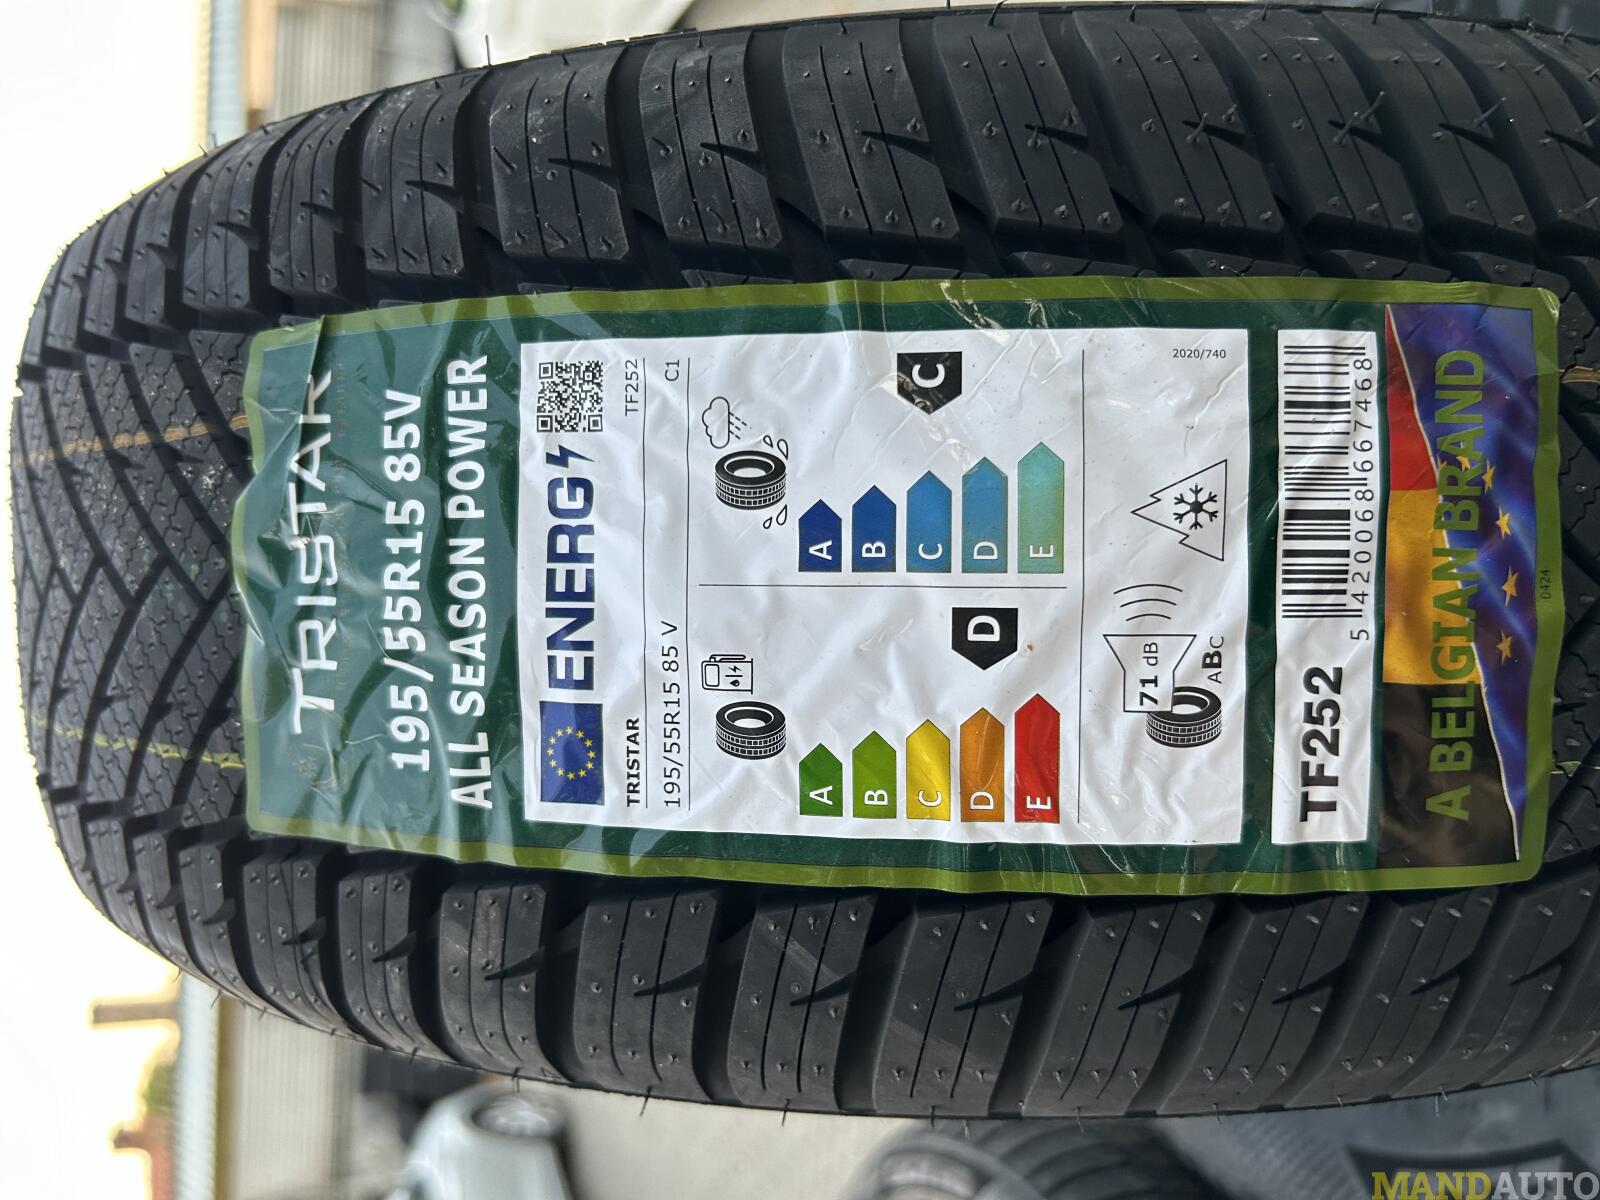 TRISTAR
195/55R15 85V
ALL SEASON POWER
ENERG
TRISTAR
TF252
195/55R15 85 V
C1
A
B
C
D
E
D
A
B
C
D
E
C
71 dB
ABC
2020/740
TF252
5 420068 667468
A BELGIAN BRAND
0424
MANDAUTO